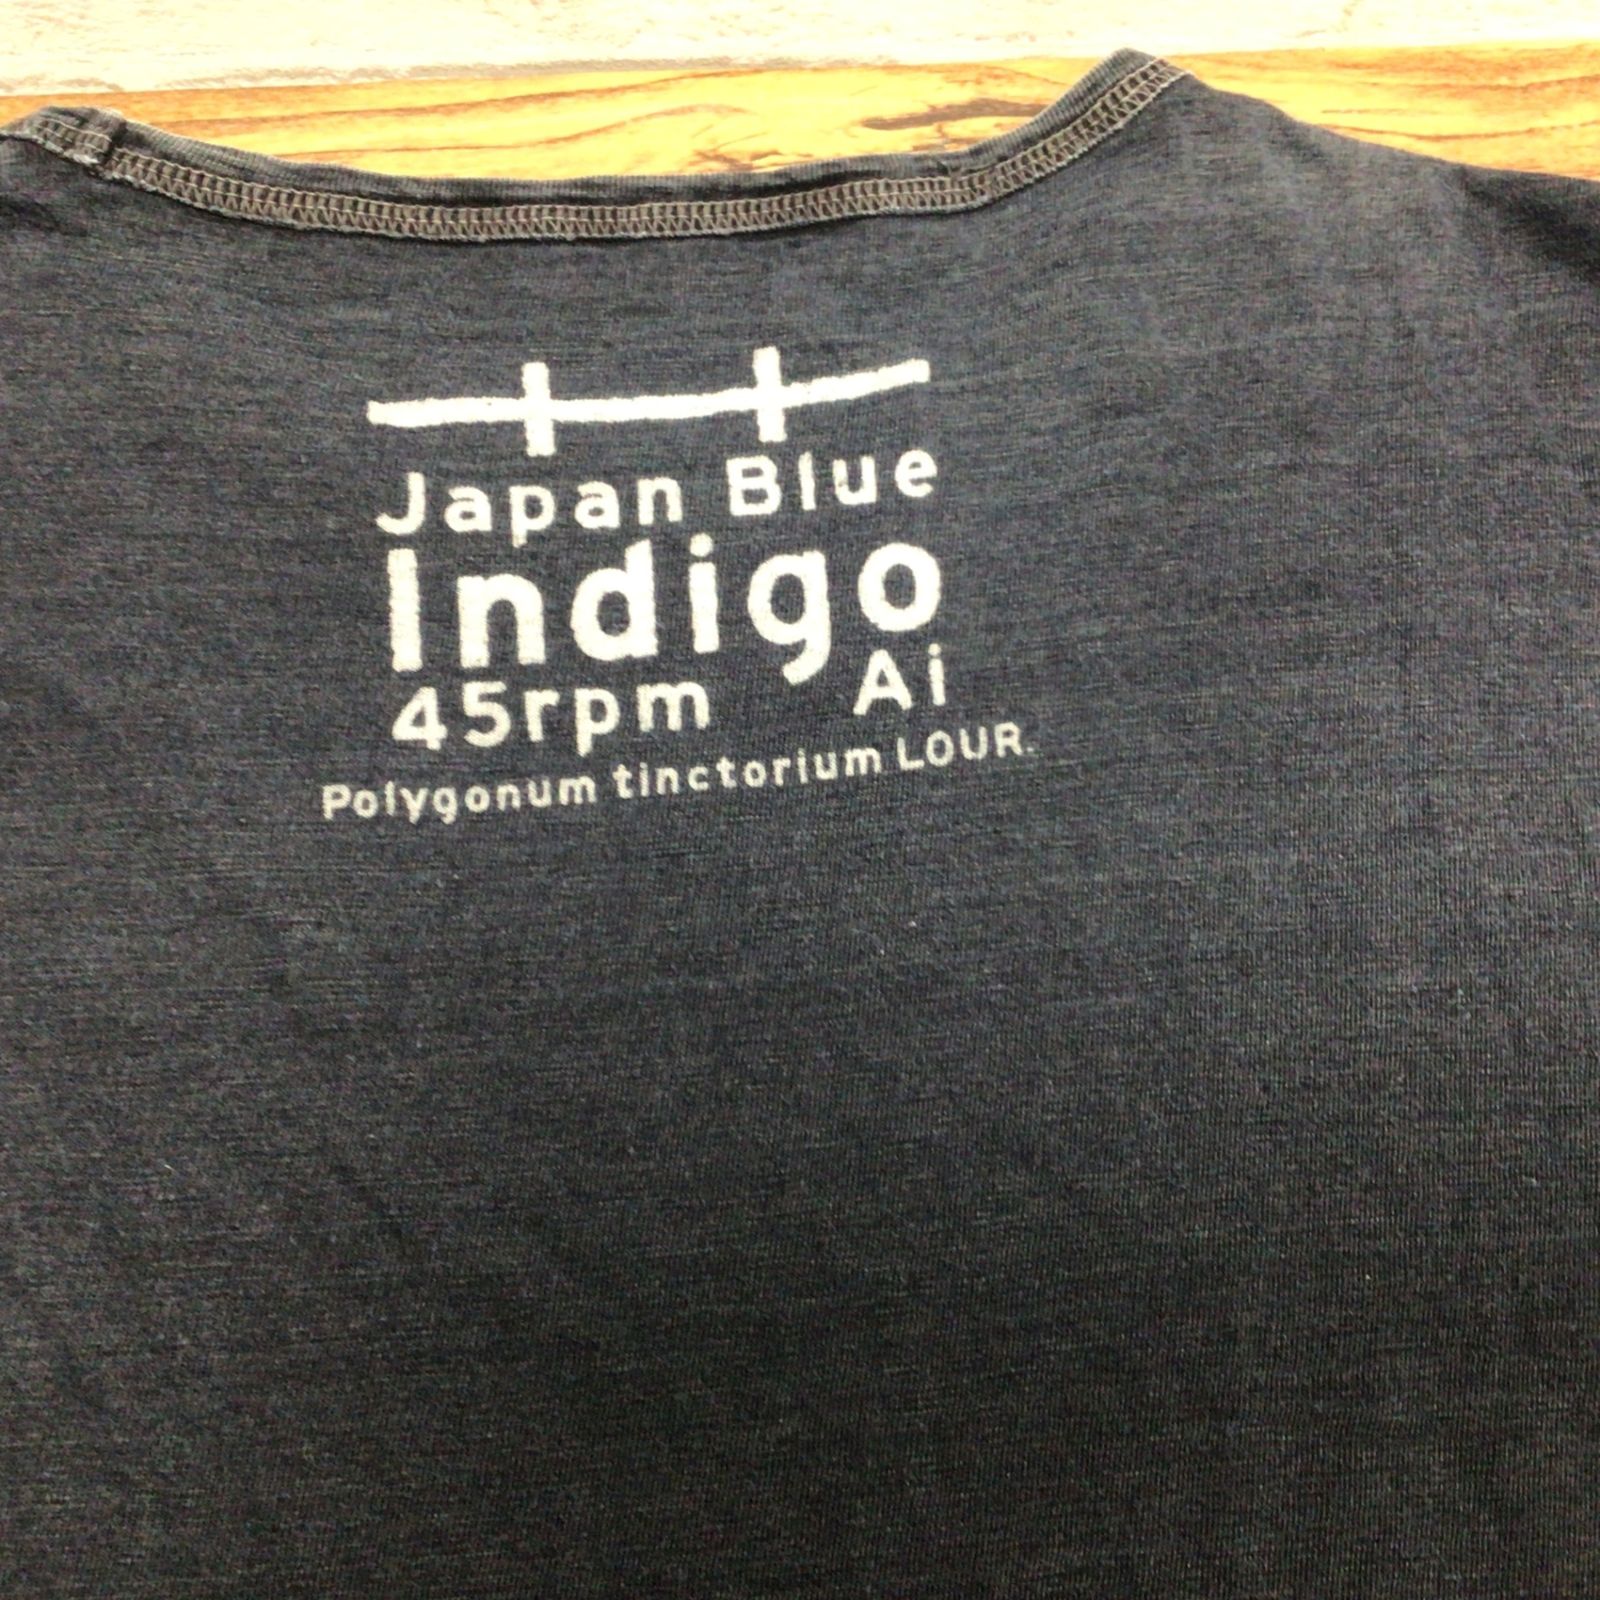 Japan Blue
Indigo
45rpm Ai
Polygonum tinctorium LOUR.